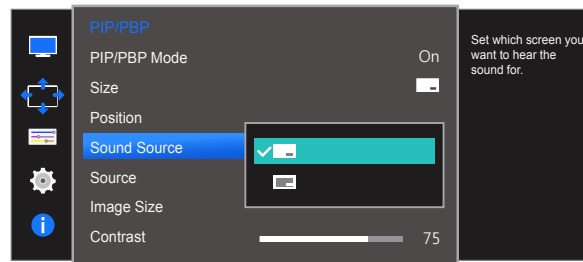 PIP/PBP
PIP/PBP Mode On
Size
Position
Sound Source
Source
Image Size
Contrast 75
Set which screen you
want to hear the
sound for.